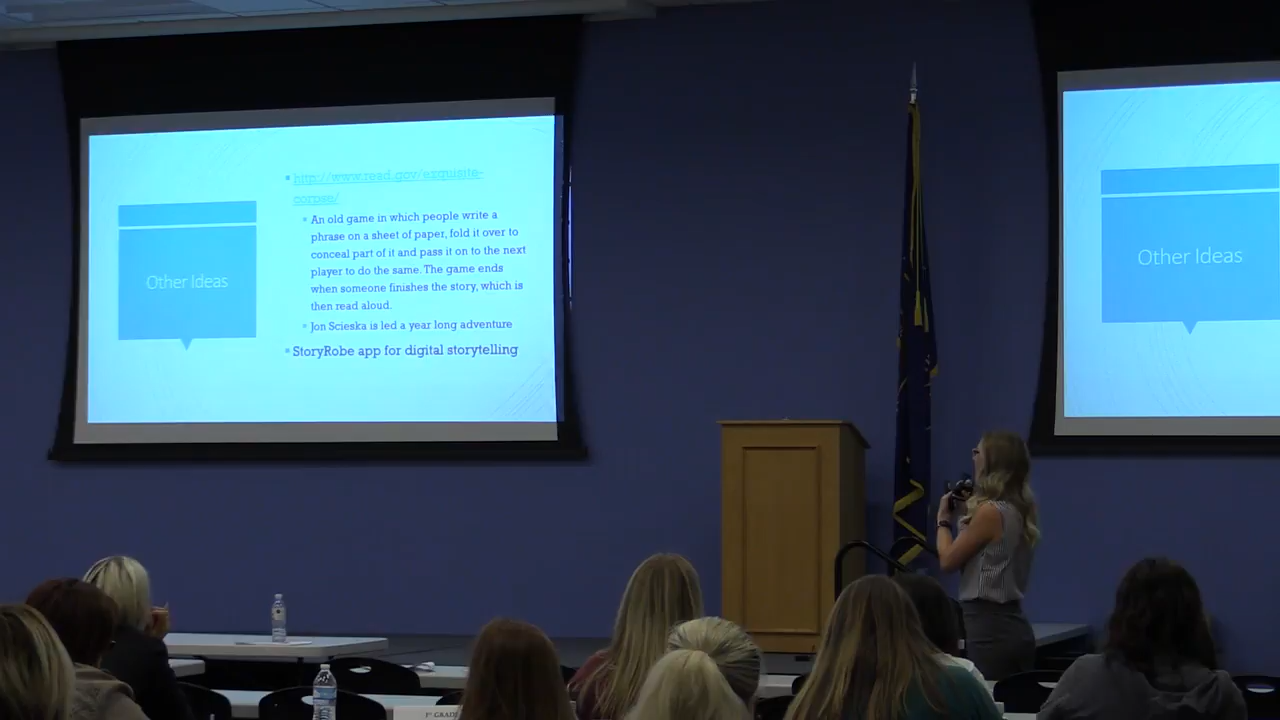 Other Ideas
http://www.read.gov/exquisite-
corpse/
An old game in which people write a
phrase on a sheet of paper, fold it over to
conceal part of it and pass it on to the next
player to do the same. The game ends
when someone finishes the story, which is
then read aloud.
Jon Scieska is led a year long adventure
StoryRobe app for digital storytelling
Other Ideas
1st GRADE